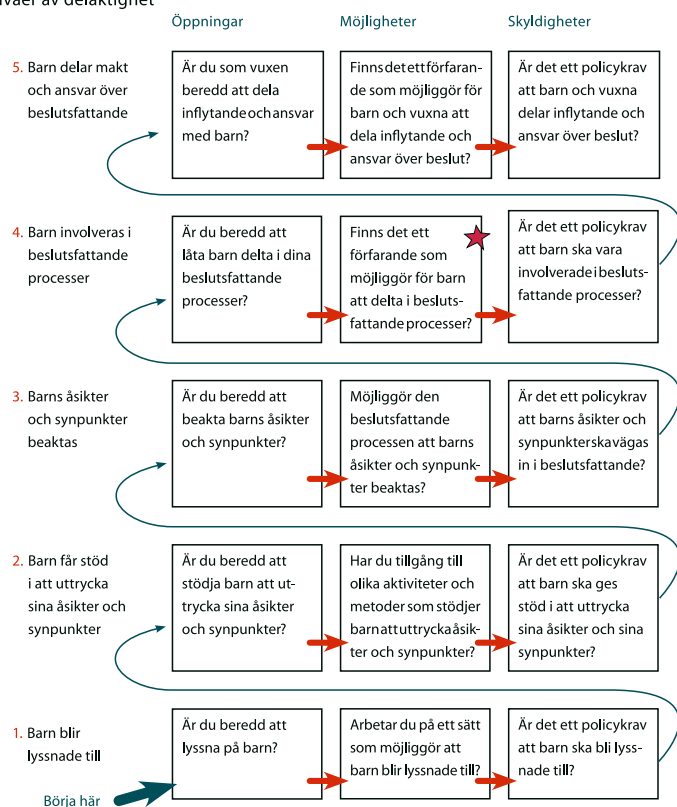 Nivåer av delaktighet
Öppningar
Möjligheter
Skyldigheter
5. Barn delar makt
och ansvar över
beslutsfattande
Är du som vuxen
beredd att dela
inflytande och ansvar
med barn?
Finns det ett förfaran-
de som möjliggör för
barn och vuxna att
dela inflytande och
ansvar över beslut?
Är det ett policykrav
att barn och vuxna
delar inflytande och
ansvar över beslut?
4. Barn involveras i
beslutsfattande
processer
Är du beredd att
låta barn delta i dina
beslutsfattande
processer?
Finns det ett
förfarande som
möjliggör för barn
att delta i besluts-
fattande processer?
Är det ett policykrav
att barn ska vara
involverade i besluts-
fattande processer?
3. Barns åsikter
och synpunkter
beaktas
Är du beredd att
beakta barns åsikter
och synpunkter?
Möjliggör den
beslutsfattande
processen att barns
åsikter och synpunk-
ter beaktas?
Är det ett policykrav
att barns åsikter och
synpunkter ska vägas
in i beslutsfattande?
2. Barn får stöd
i att uttrycka
sina åsikter och
synpunkter
Är du beredd att
stödja barn att ut-
trycka sina åsikter
och synpunkter?
Har du tillgång till
olika aktiviteter och
metoder som stödjer
barn att uttrycka åsik-
ter och synpunkter?
Är det ett policykrav
att barn ska ges
stöd i att uttrycka
sina åsikter och sina
synpunkter?
1. Barn blir
lyssnade till
Är du beredd att
lyssna på barn?
Arbetar du på ett sätt
som möjliggör att
barn blir lyssnade till?
Är det ett policykrav
att barn ska bli lyss-
nade till?
Börja här